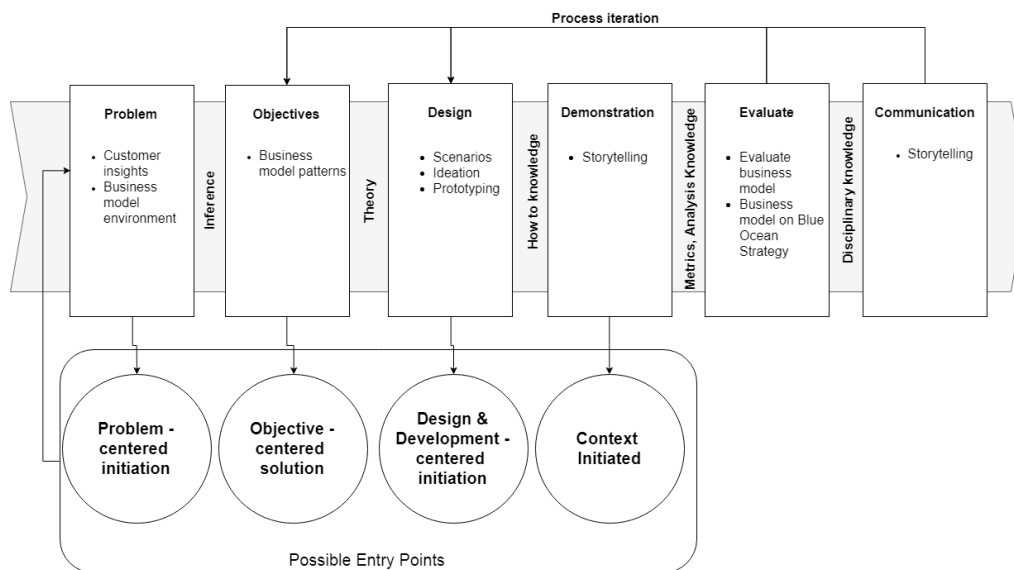 Process iteration
Problem
Customer
insights
Business
model
environment
Inference
Objectives
Business
model patterns
Theory
Design
Scenarios
Ideation
Prototyping
How to knowledge
Demonstration
Storytelling
Metrics, Analysis Knowledge
Evaluate
Evaluate
business
model
Business
model on Blue
Ocean
Strategy
Disciplinary knowledge
Communication
Storytelling
Problem -
centered
initiation
Objective -
centered
solution
Design &
Development -
centered
initiation
Context
Initiated
Possible Entry Points